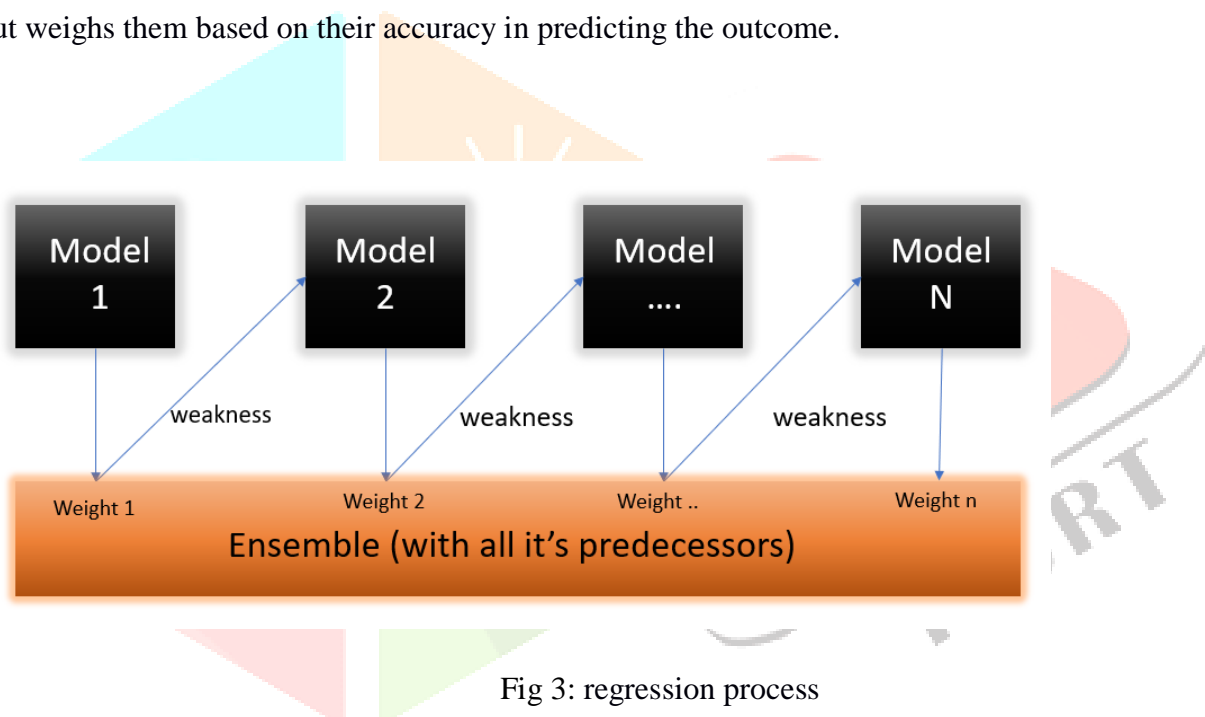 ut weighs them based on their accuracy in predicting the outcome.
Model
1
Model
2
Model
....
Model
N
weakness
weakness
weakness
Weight 1
Weight 2
Weight ..
Weight n
Ensemble (with all it's predecessors)
RT
Fig 3: regression process